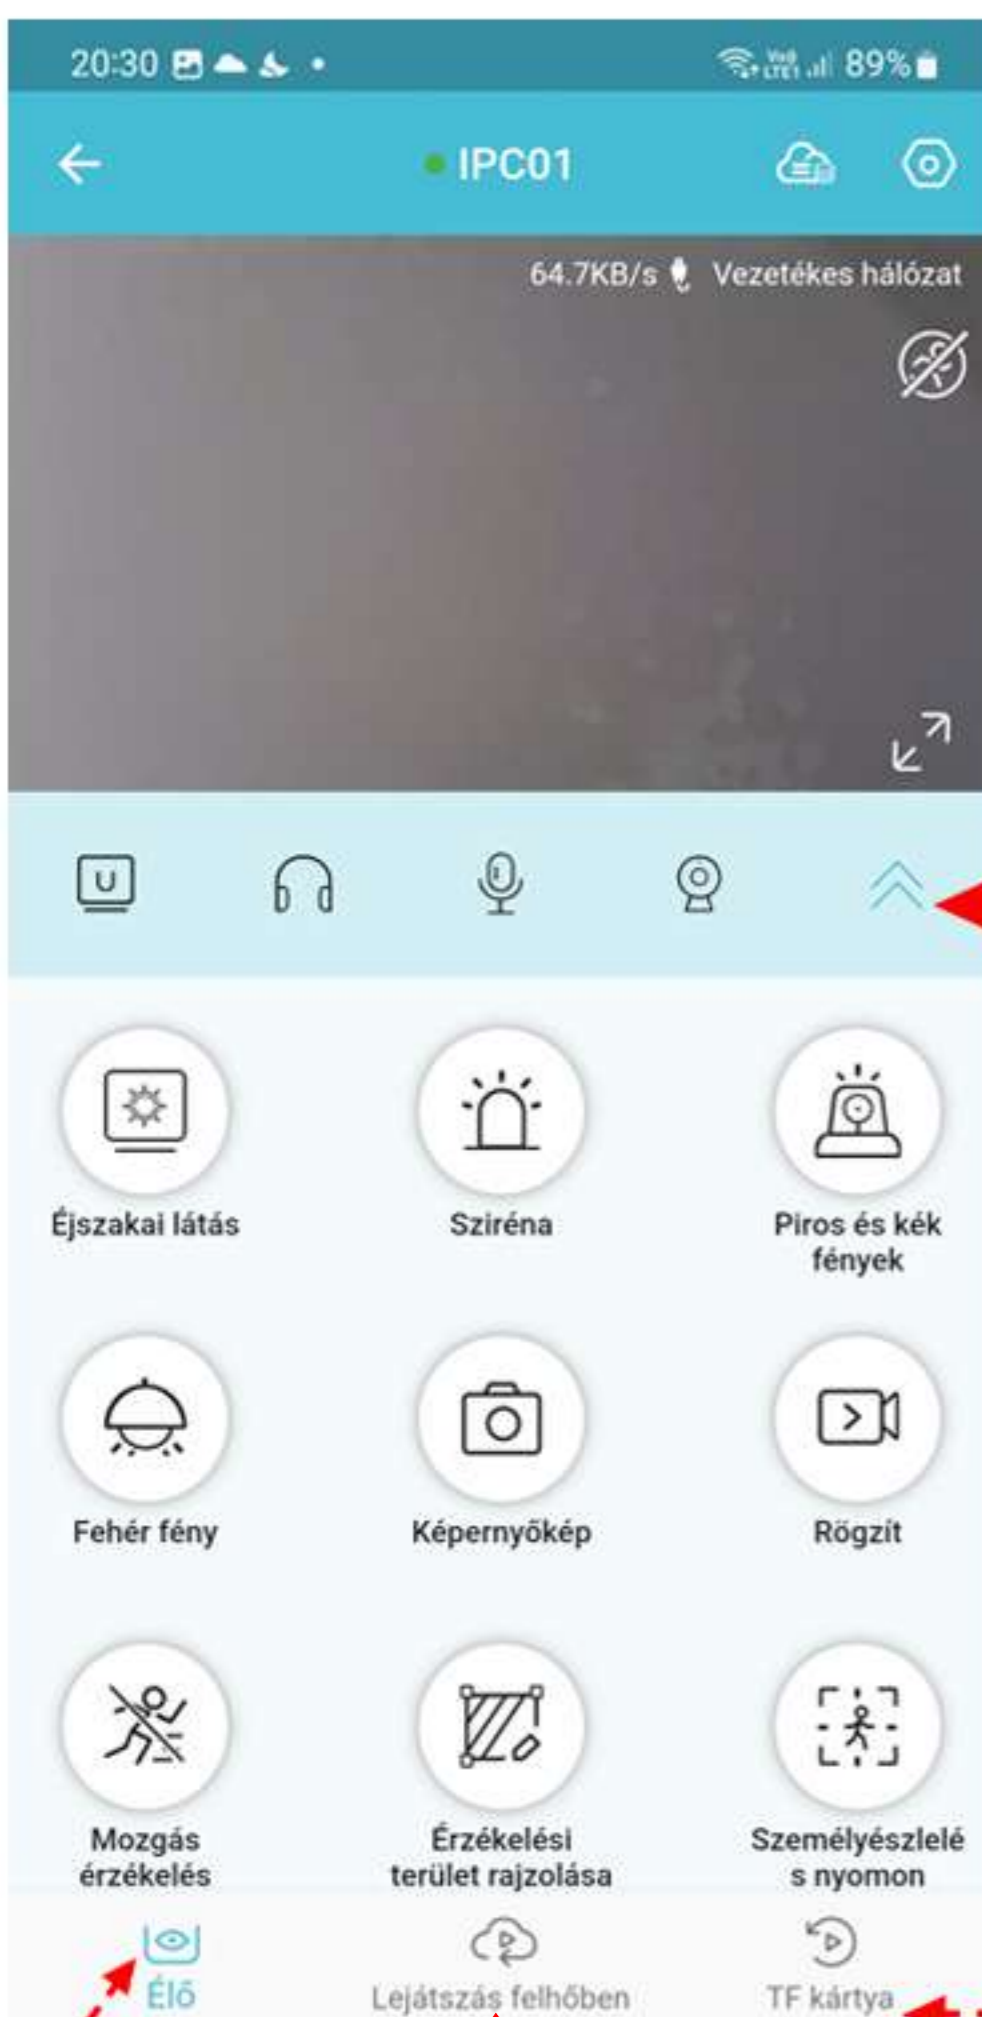 20:30 89%
IPC01
64.7KB/s Vezetékes hálózat
U
Éjszakai látás Sziréna Piros és kék
fények
Fehér fény Képernyőkép Rögzít
Mozgás Érzékelési Személyészlelé
érzékelés terület rajzolása s nyomon
Élő Lejátszás felhőben TF kártya